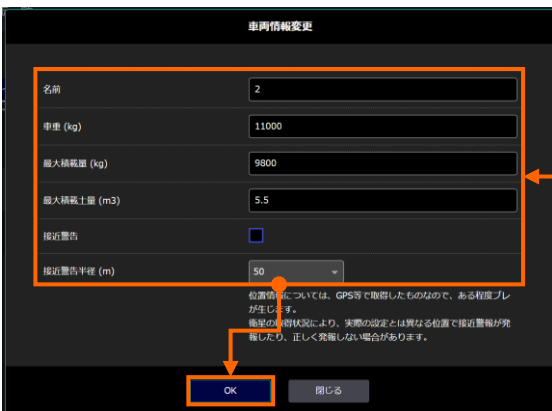 車両情報変更
名前 2
車重 (kg) 11000
最大積載量 (kg) 9800
最大積載土量 (m3) 5.5
接近警告
接近警告半径 (m) 50
位置情報については、GPS等で取得したものなので、ある程度ブレ
が生じます。
衛星の取得状況により、実際の設定とは異なる位置で接近警報が発
報したり、正しく発報しない場合があります。
OK 閉じる